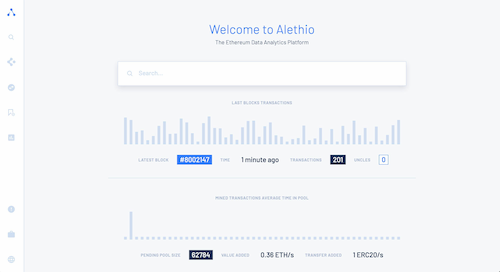 Welcome to Alethio
The Ethereum Data Analytics Platform
Search...
LAST BLOCKS TRANSACTIONS
LATEST BLOCK #8002147 TIME 1 minute ago TRANSACTIONS 201 UNCLES 0
MINED TRANSACTIONS AVERAGE TIME IN POOL
PENDING POOL SIZE 62784 VALUE ADDED 0.36 ETH/s TRANSFER ADDED 1 ERC20/s